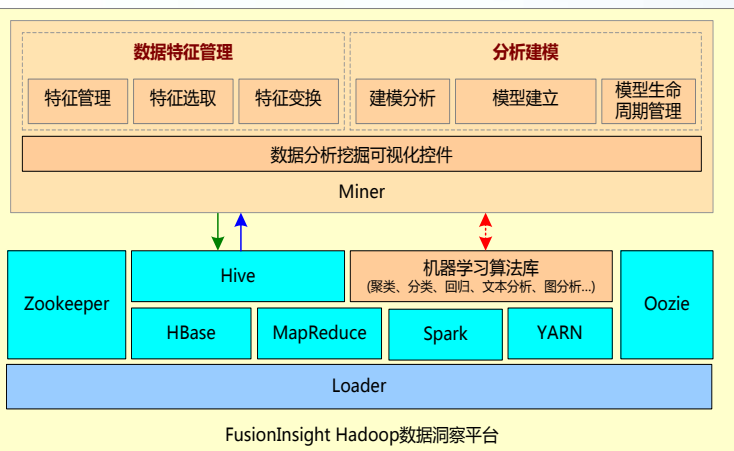 数据特征管理
分析建模
特征管理
特征选取
特征变换
建模分析
模型建立
模型生命
周期管理
数据分析挖掘可视化控件
Miner
Zookeeper
Hive
机器学习算法库
(聚类、分类、回归、文本分析、图分析...)
Oozie
HBase
MapReduce
Spark
YARN
Loader
FusionInsight Hadoop数据洞察平台